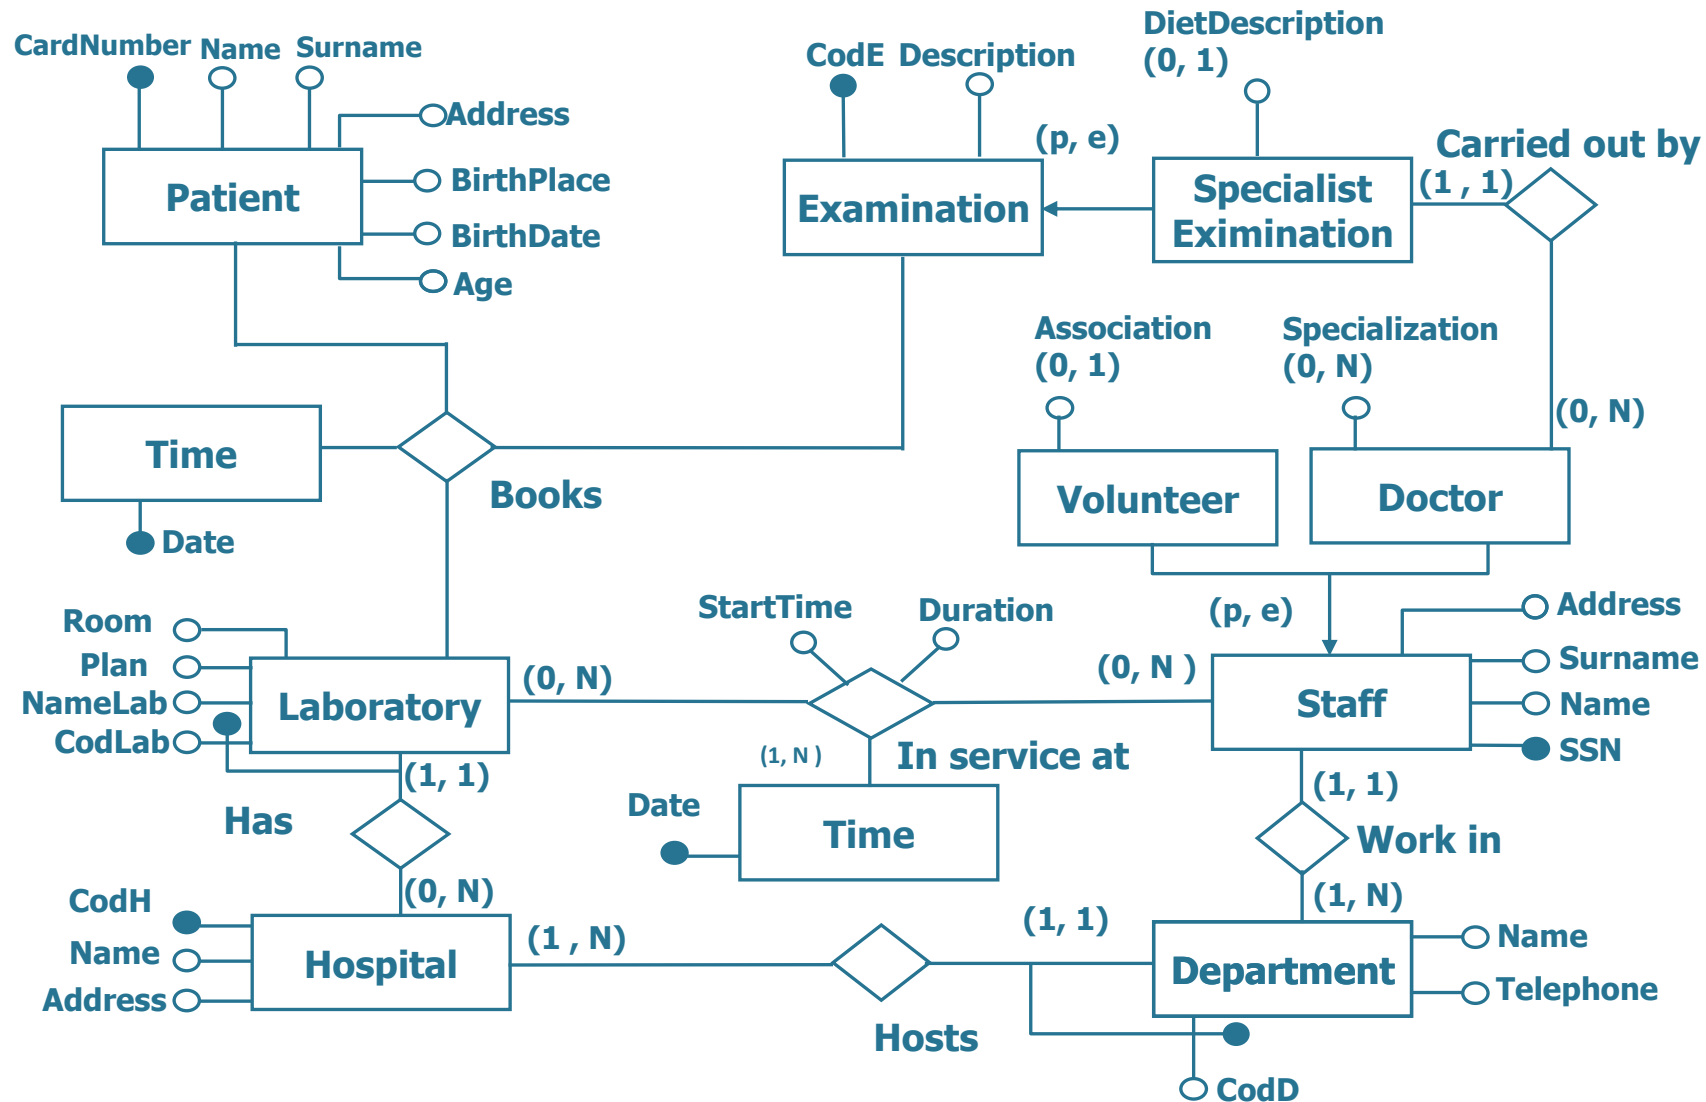 DietDescription
(0, 1)
CardNumber
Name
Surname
CodE
Description
Address
(p, e)
Carried out by
(1 , 1)
Patient
BirthPlace
Examination
Specialist
Eximination
BirthDate
Age
Association
(0, 1)
Specialization
(0, N)
(0, N)
Time
Books
Volunteer
Doctor
Date
Room
StartTime
Duration
(p, e)
Address
Plan
(0, N)
(0, N )
Surname
NameLab
Laboratory
Staff
Name
CodLab
(1, 1)
(1, N )
In service at
SSN
(1, 1)
Has
Date
Time
Work in
CodH
(0, N)
(1, N)
Name
Hospital
(1 , N)
(1, 1)
Department
Name
Address
Telephone
Hosts
CodD